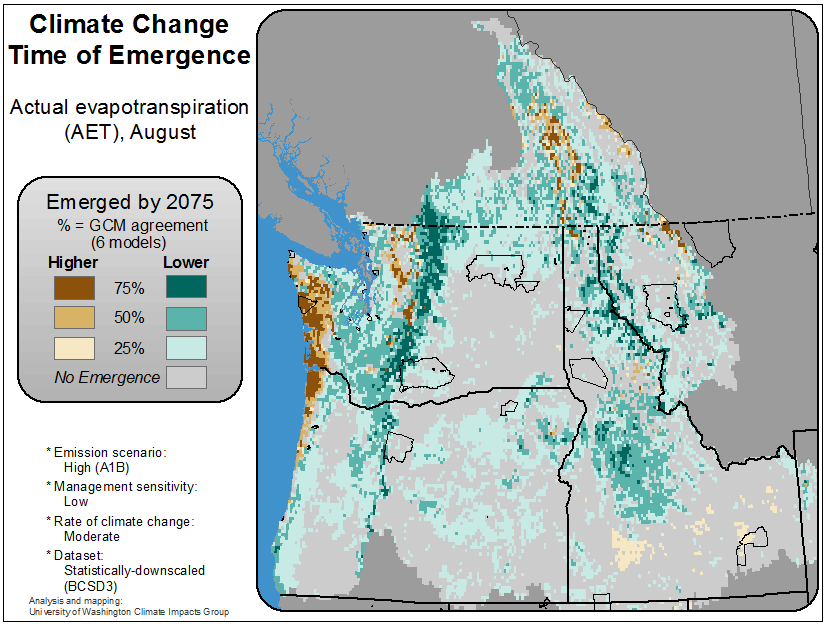 Climate Change
Time of Emergence
Actual evapotranspiration
(AET), August
Emerged by 2075
% = GCM agreement
(6 models)
Higher Lower
75%
50%
25%
No Emergence
* Emission scenario:
High (A1B)
* Management sensitivity:
Low
* Rate of climate change:
Moderate
* Dataset:
Statistically-downscaled
(BCSD3)
Analysis and mapping:
University of Washington Climate Impacts Group